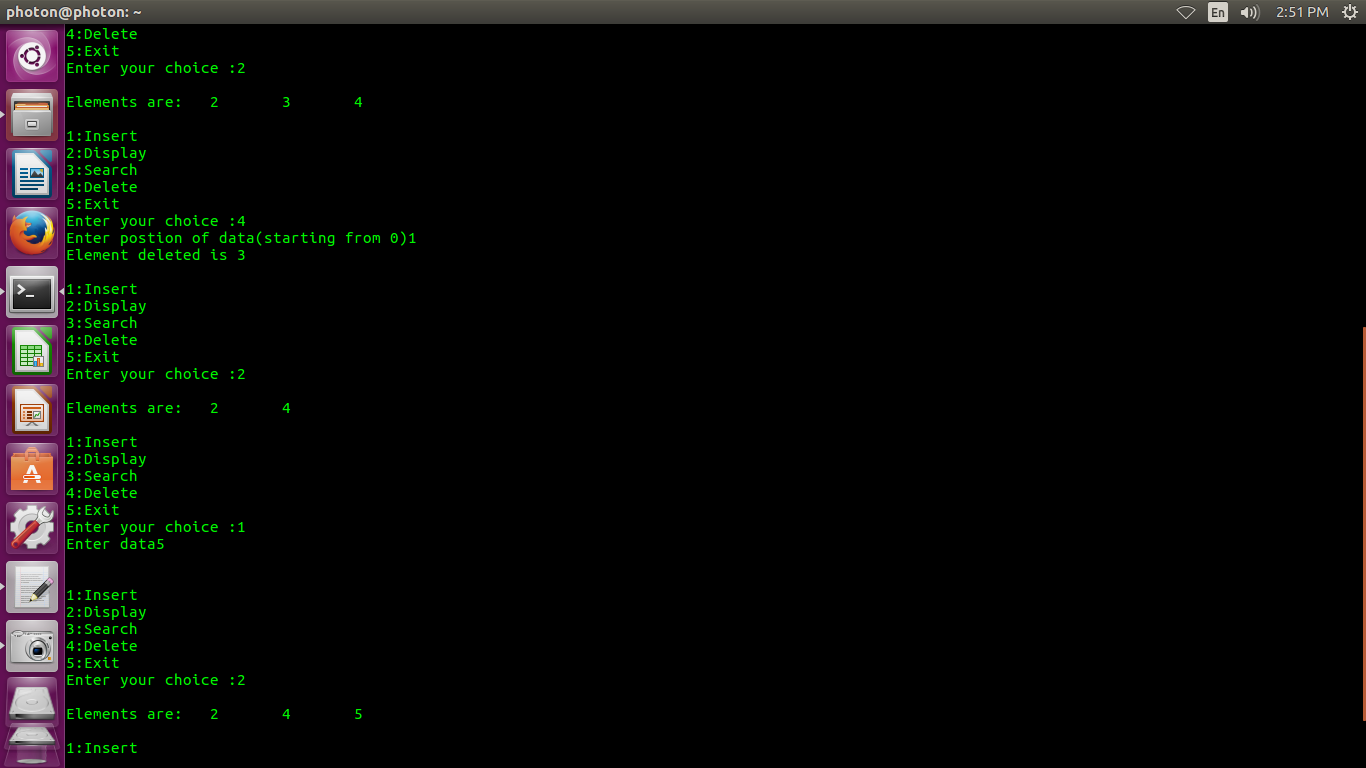 photon@photon: ~
En
2:51 PM
4:Delete
5:Exit
Enter your choice :2
Elements are: 2 3 4
1:Insert
2:Display
3:Search
4:Delete
5:Exit
Enter your choice :4
Enter postion of data(starting from 0)1
Element deleted is 3
1:Insert
2:Display
3:Search
4:Delete
5:Exit
Enter your choice :2
Elements are: 2 4
1:Insert
2:Display
3:Search
4:Delete
5:Exit
Enter your choice :1
Enter data5
1:Insert
2:Display
3:Search
4:Delete
5:Exit
Enter your choice :2
Elements are: 2 4 5
1:Insert